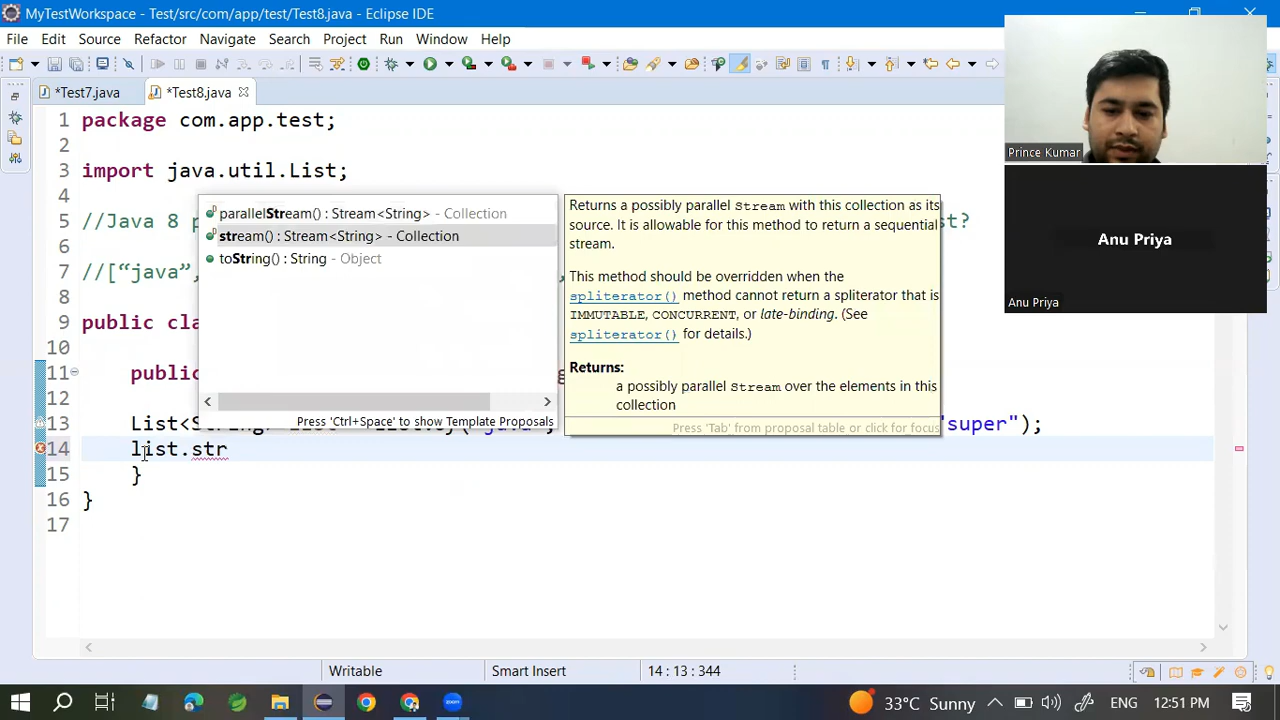 MyTestWorkspace - Test/src/com/app/test/Test8.java - Eclipse IDE
File Edit Source Refactor Navigate Search Project Run Window Help
*Test7.java *Test8.java
1 package com.app.test;
2
3 import java.util.List;
4
5 //Java 8 p st?
6
7 //["java",
8
9 public cla
10
11 public g
12
13 List<String> list "super");
14 list.str
15 }
16 }
17
parallelStream() : Stream<String> - Collection
stream() : Stream<String> - Collection
toString() : String - Object
Press 'Ctrl+Space' to show Template Proposals
Returns a possibly parallel Stream with this collection as its
source. It is allowable for this method to return a sequential
stream.
This method should be overridden when the
spliterator() method cannot return a spliterator that is
IMMUTABLE, CONCURRENT, or late-binding. (See
spliterator() for details.)
Returns:
a possibly parallel Stream over the elements in this
collection
Press 'Tab' from proposal table or click for focus
Prince Kumar
Anu Priya
Anu Priya
Writable Smart Insert 14 : 13 : 344
33°C Sunny ENG 12:51 PM